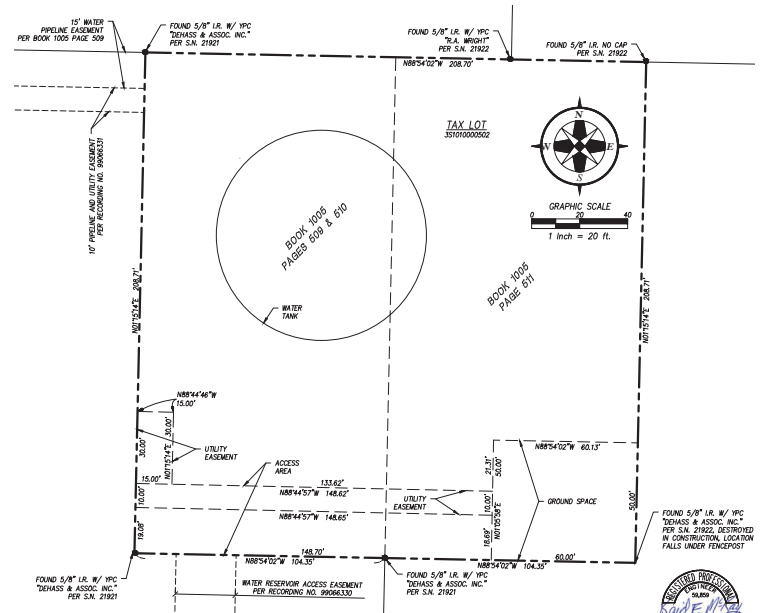 15' WATER
PIPELINE EASEMENT
PER BOOK 1005 PAGE 509
FOUND 5/8" I.R. W/ YPC
"DEHASS & ASSOC. INC."
PER S.N. 21921
FOUND 5/8" I.R. W/ YPC
"R.A. WRIGHT"
PER S.N. 21922
FOUND 5/8" I.R. NO CAP
PER S.N. 21922
N88°54'02"W 208.70'
TAX LOT
3S1010000502
N
W E
S
GRAPHIC SCALE
0 20 40
1 Inch = 20 ft.
10' PIPELINE AND UTILITY EASEMENT
PER RECORDING NO. 99066331
BOOK 1005
PAGES 509 & 510
BOOK 1005
PAGE 511
WATER
TANK
N01°15'14"E 208.71'
N01°15'14"E 208.71'
N88°44'46"W
15.00'
30.00'
N01°15'14"E 30.00'
UTILITY
EASEMENT
ACCESS
AREA
N88°54'02"W 60.13'
21.31'
50.00'
15.00'
133.62'
N88°44'57"W 148.62'
10.00'
UTILITY
EASEMENT
10.00'
N01°05'58"E
GROUND SPACE
50.00'
N88°44'57"W 148.65'
19.08'
18.69'
FOUND 5/8" I.R. W/ YPC
"DEHASS & ASSOC. INC."
PER S.N. 21922, DESTROYED
IN CONSTRUCTION, LOCATION
FALLS UNDER FENCEPOST
148.70'
N88°54'02"W 104.35'
60.00'
N88°54'02"W 104.35'
FOUND 5/8" I.R. W/ YPC
"DEHASS & ASSOC. INC."
PER S.N. 21921
WATER RESERVOIR ACCESS EASEMENT
PER RECORDING NO. 99066330
FOUND 5/8" I.R. W/ YPC
"DEHASS & ASSOC. INC."
PER S.N. 21921
REGISTERED PROFESSIONAL
ENGINEER
59,859